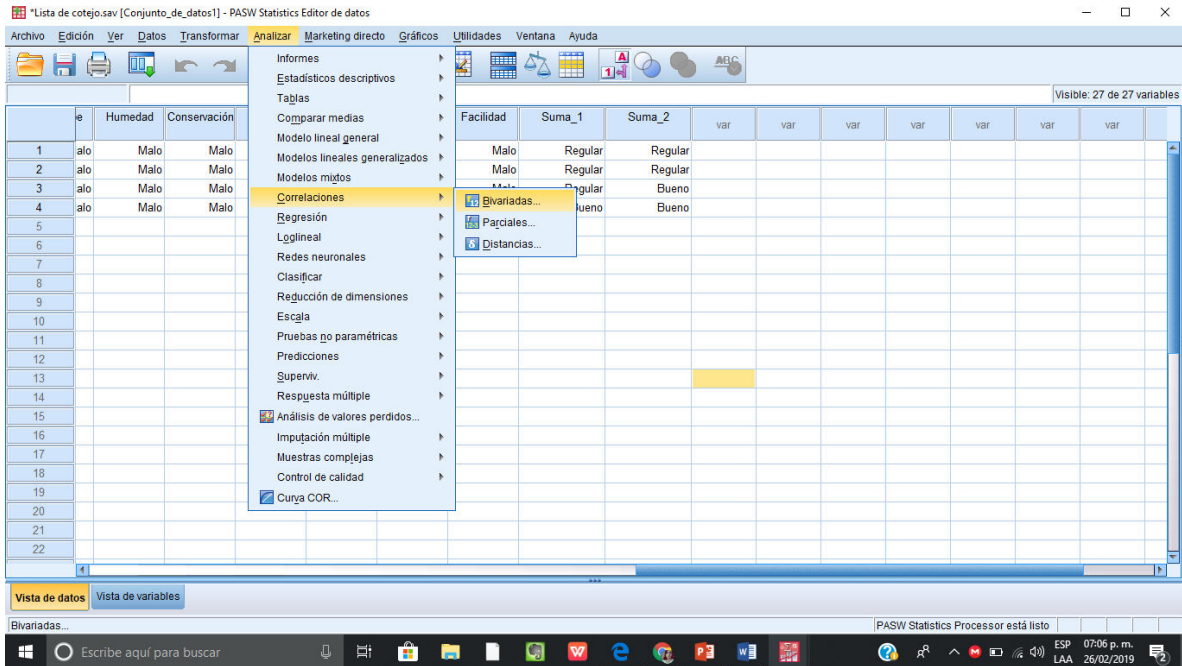 *Lista de cotejo.sav [Conjunto_de_datos1] - PASW Statistics Editor de datos
Archivo Edición Ver Datos Transformar Analizar Marketing directo Gráficos Utilidades Ventana Ayuda
Visible: 27 de 27 variables
Informes
Estadísticos descriptivos
Tablas
Comparar medias
Modelo lineal general
Modelos lineales generalizados
Modelos mixtos
Correlaciones
Regresión
Loglineal
Redes neuronales
Clasificar
Reducción de dimensiones
Escala
Pruebas no paramétricas
Predicciones
Superviv.
Respuesta múltiple
Análisis de valores perdidos...
Imputación múltiple
Muestras complejas
Control de calidad
Curva COR...
Bivariadas...
Parciales...
Distancias...
Humedad Conservación Facilidad Suma_1 Suma_2 var var var var var var var
1 alo Malo Malo Malo Regular Regular
2 alo Malo Malo Malo Regular Regular
3 alo Malo Malo Malo Regular Bueno
4 alo Malo Malo Bueno Bueno
5
6
7
8
9
10
11
12
13
14
15
16
17
18
19
20
21
22
Vista de datos Vista de variables
Bivariadas... PASW Statistics Processor está listo
Escribe aquí para buscar
ESP 07:06 p. m.
LAA 26/02/2019